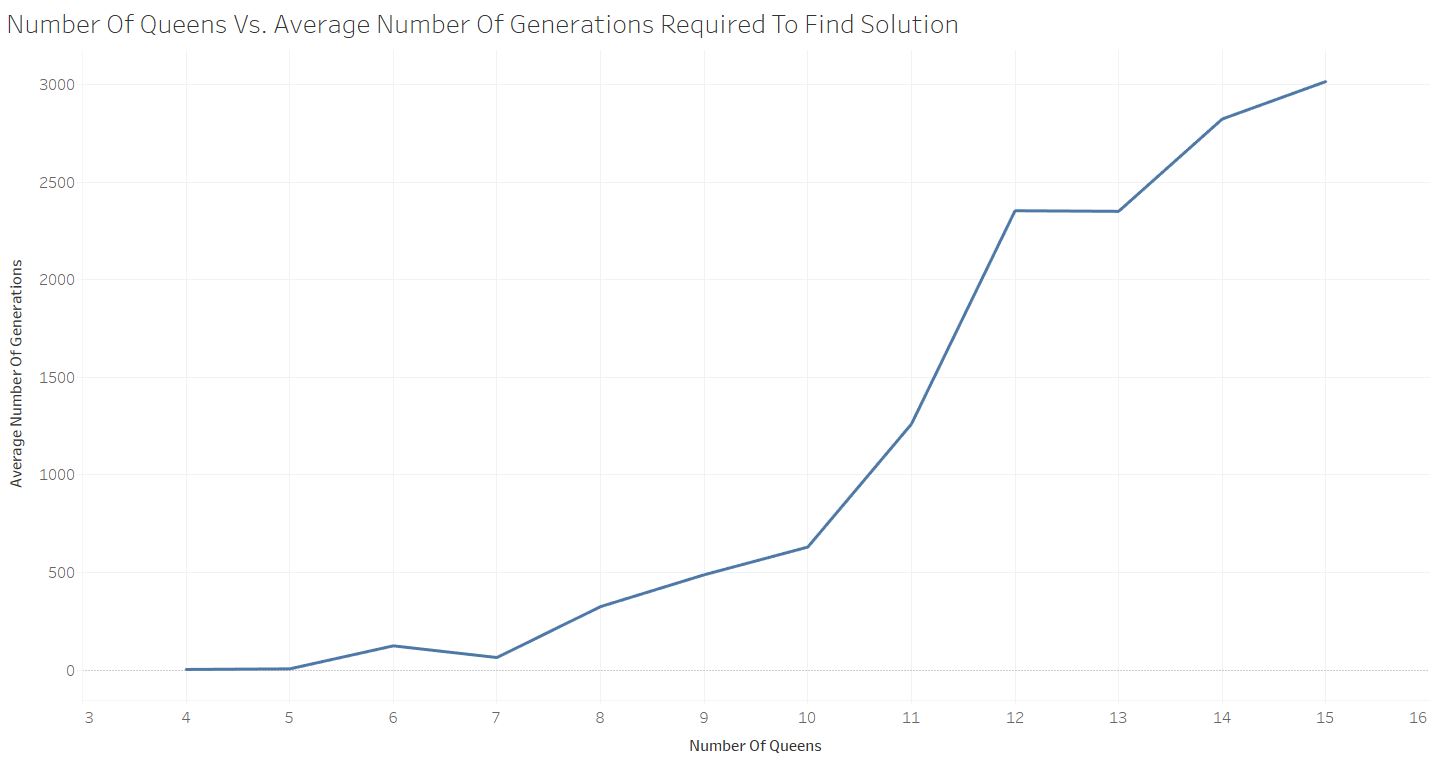 Number Of Queens Vs. Average Number Of Generations Required To Find Solution
Average Number Of Generations
3000
2500
2000
1500
1000
500
0
3 4 5 6 7 8 9 10 11 12 13 14 15 16
Number Of Queens